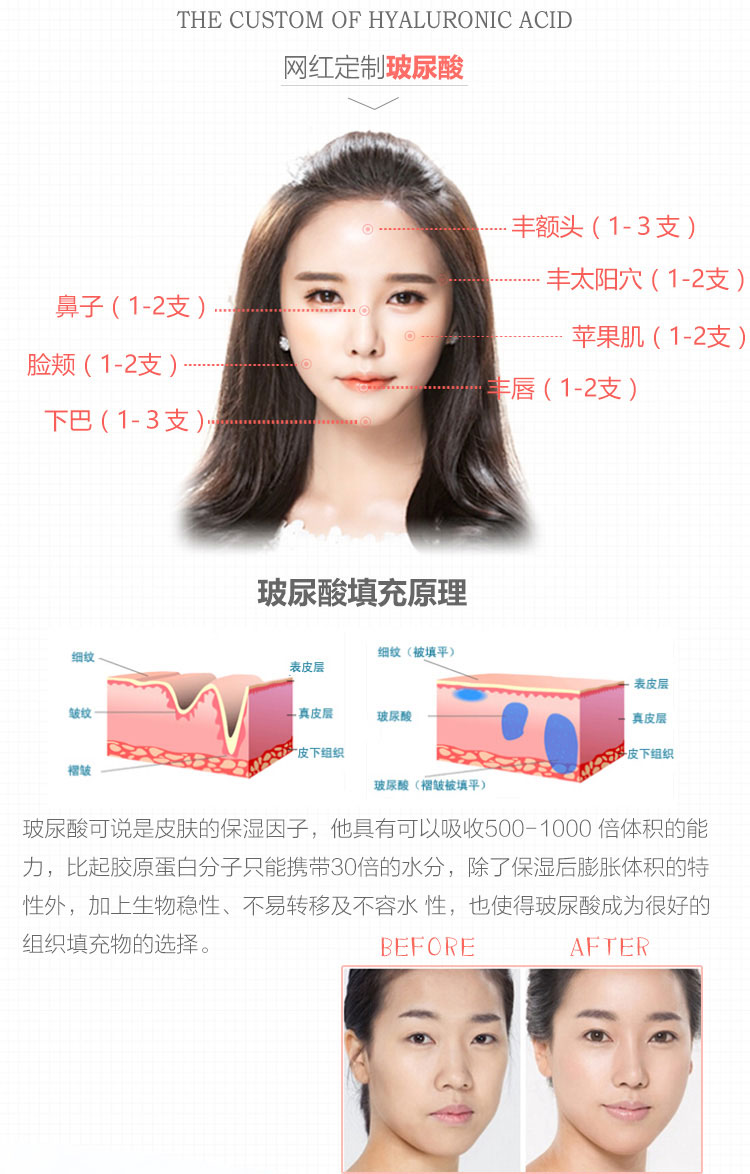 THE CUSTOM OF HYALURONIC ACID
网红定制玻尿酸
丰额头（1-３支）
丰太阳穴（1-2支）
鼻子（1-2支）
苹果肌（1-2支）
脸颊（1-2支）
丰唇（1-2支）
下巴（1-３支）
玻尿酸填充原理
细纹
表皮层
皱纹
真皮层
皮下组织
褶皱
细纹（被填平）
表皮层
玻尿酸
真皮层
皮下组织
玻尿酸（褶皱被填平）
玻尿酸可说是皮肤的保湿因子，他具有可以吸收500-1000 倍体积的能
力，比起胶原蛋白分子只能携带30倍的水分，除了保湿后膨胀体积的特
性外，加上生物稳性、不易转移及不容水 性，也使得玻尿酸成为很好的
组织填充物的选择。
BEFORE AFTER